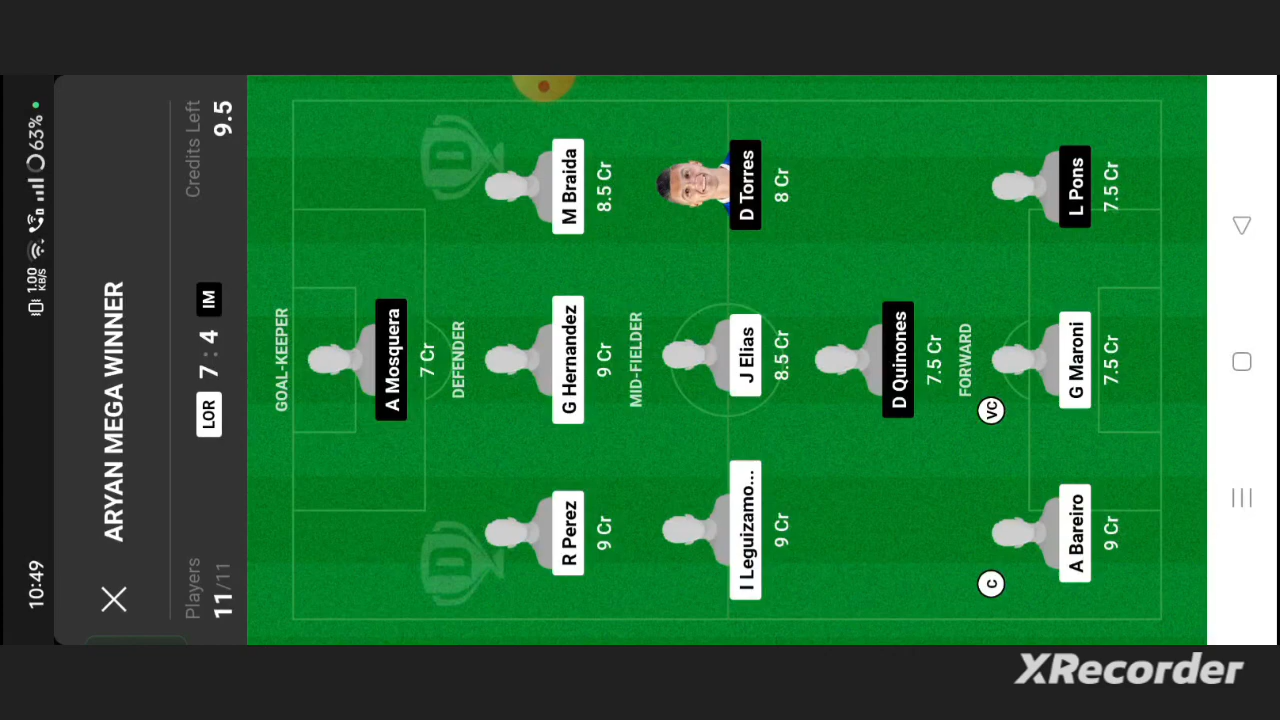 10:49
1.00 KB/S
63%
ARYAN MEGA WINNER
Players
11/11
LOR 7 : 4 IM
Credits Left
9.5
GOAL-KEEPER
A Mosquera
7 Cr
DEFENDER
R Perez
9 Cr
G Hernandez
9 Cr
M Braida
8.5 Cr
MID-FIELDER
I Leguizamo...
9 Cr
J Elias
8.5 Cr
D Torres
8 Cr
D Quinones
7.5 Cr
FORWARD
C
A Bareiro
9 Cr
VC
G Maroni
7.5 Cr
L Pons
7.5 Cr
XRecorder